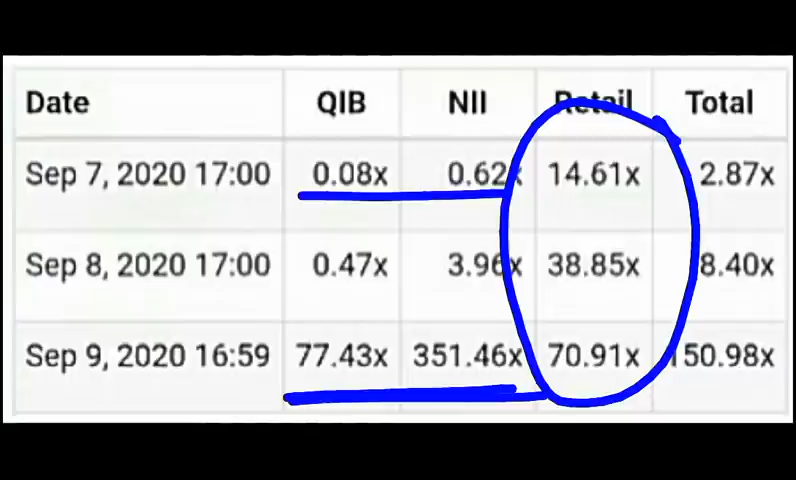 Date QIB NII Retail Total
Sep 7, 2020 17:00 0.08x 0.62x 14.61x 2.87x
Sep 8, 2020 17:00 0.47x 3.96x 38.85x 8.40x
Sep 9, 2020 16:59 77.43x 351.46x 70.91x 150.98x